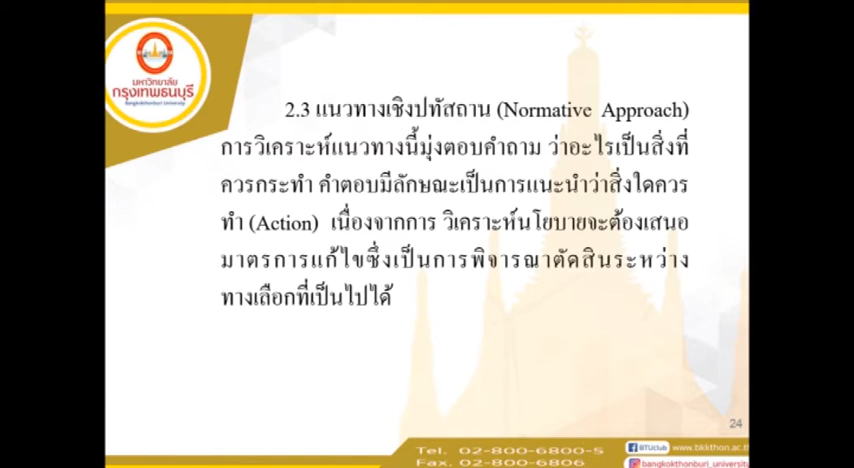 มหาวิทยาลัย
กรุงเทพธนบุรี
Bangkokthonburi University
2.3 แนวทางเชิงปทัสถาน (Normative Approach)
การวิเคราะห์แนวทางนี้มุ่งตอบคำถาม ว่าอะไรเป็นสิ่งที่
ควรกระทำ คำตอบมีลักษณะเป็นการแนะนำว่าสิ่งใดควร
ทำ (Action) เนื่องจากการ วิเคราะห์นโยบายจะต้องเสนอ
มาตรการแก้ไขซึ่งเป็นการพิจารณาตัดสินระหว่าง
ทางเลือกที่เป็นไปได้
24
Tel. 02-800-6800-5
BTUclub
www.bkkthon.ac.th
Fax. 02-800-6806
bangkokthonburi_university